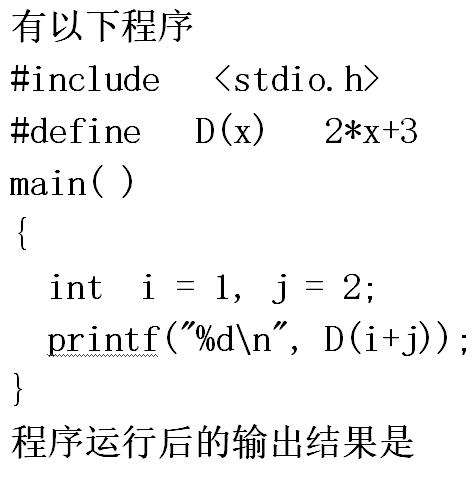 有以下程序
#include <stdio.h>
#define D(x) 2*x+3
main( )
{
int i = 1, j = 2;
printf("%d\n", D(i+j));
}
程序运行后的输出结果是